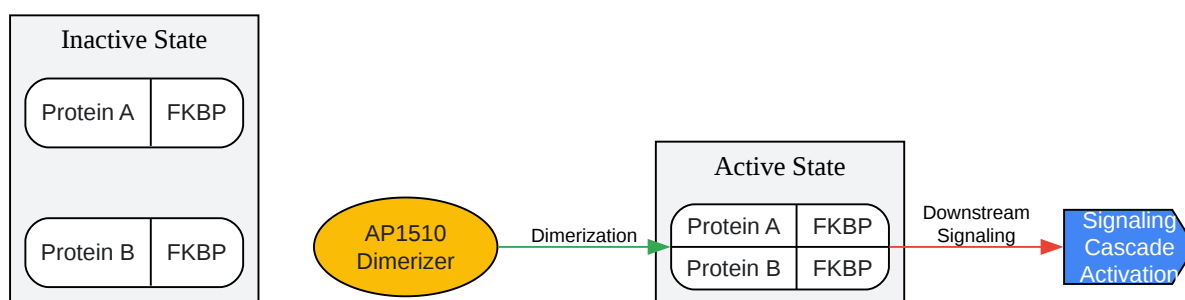 Inactive State
Protein A FKBP
Protein B FKBP
AP1510
Dimerizer
Dimerization
Active State
Protein A FKBP
Protein B FKBP
Downstream
Signaling
Signaling
Cascade
Activation